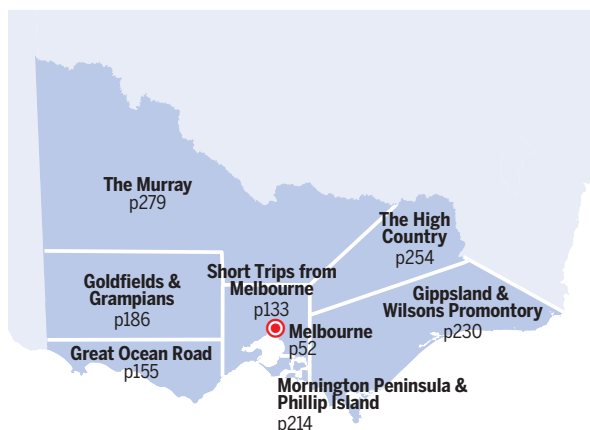 The Murray
p279
The High
Country
p254
Goldfields &
Grampians
p186
Short Trips from
Melbourne
p133
Gippsland &
Wilsons Promontory
p230
Melbourne
p52
Great Ocean Road
p155
Mornington Peninsula &
Phillip Island
p214